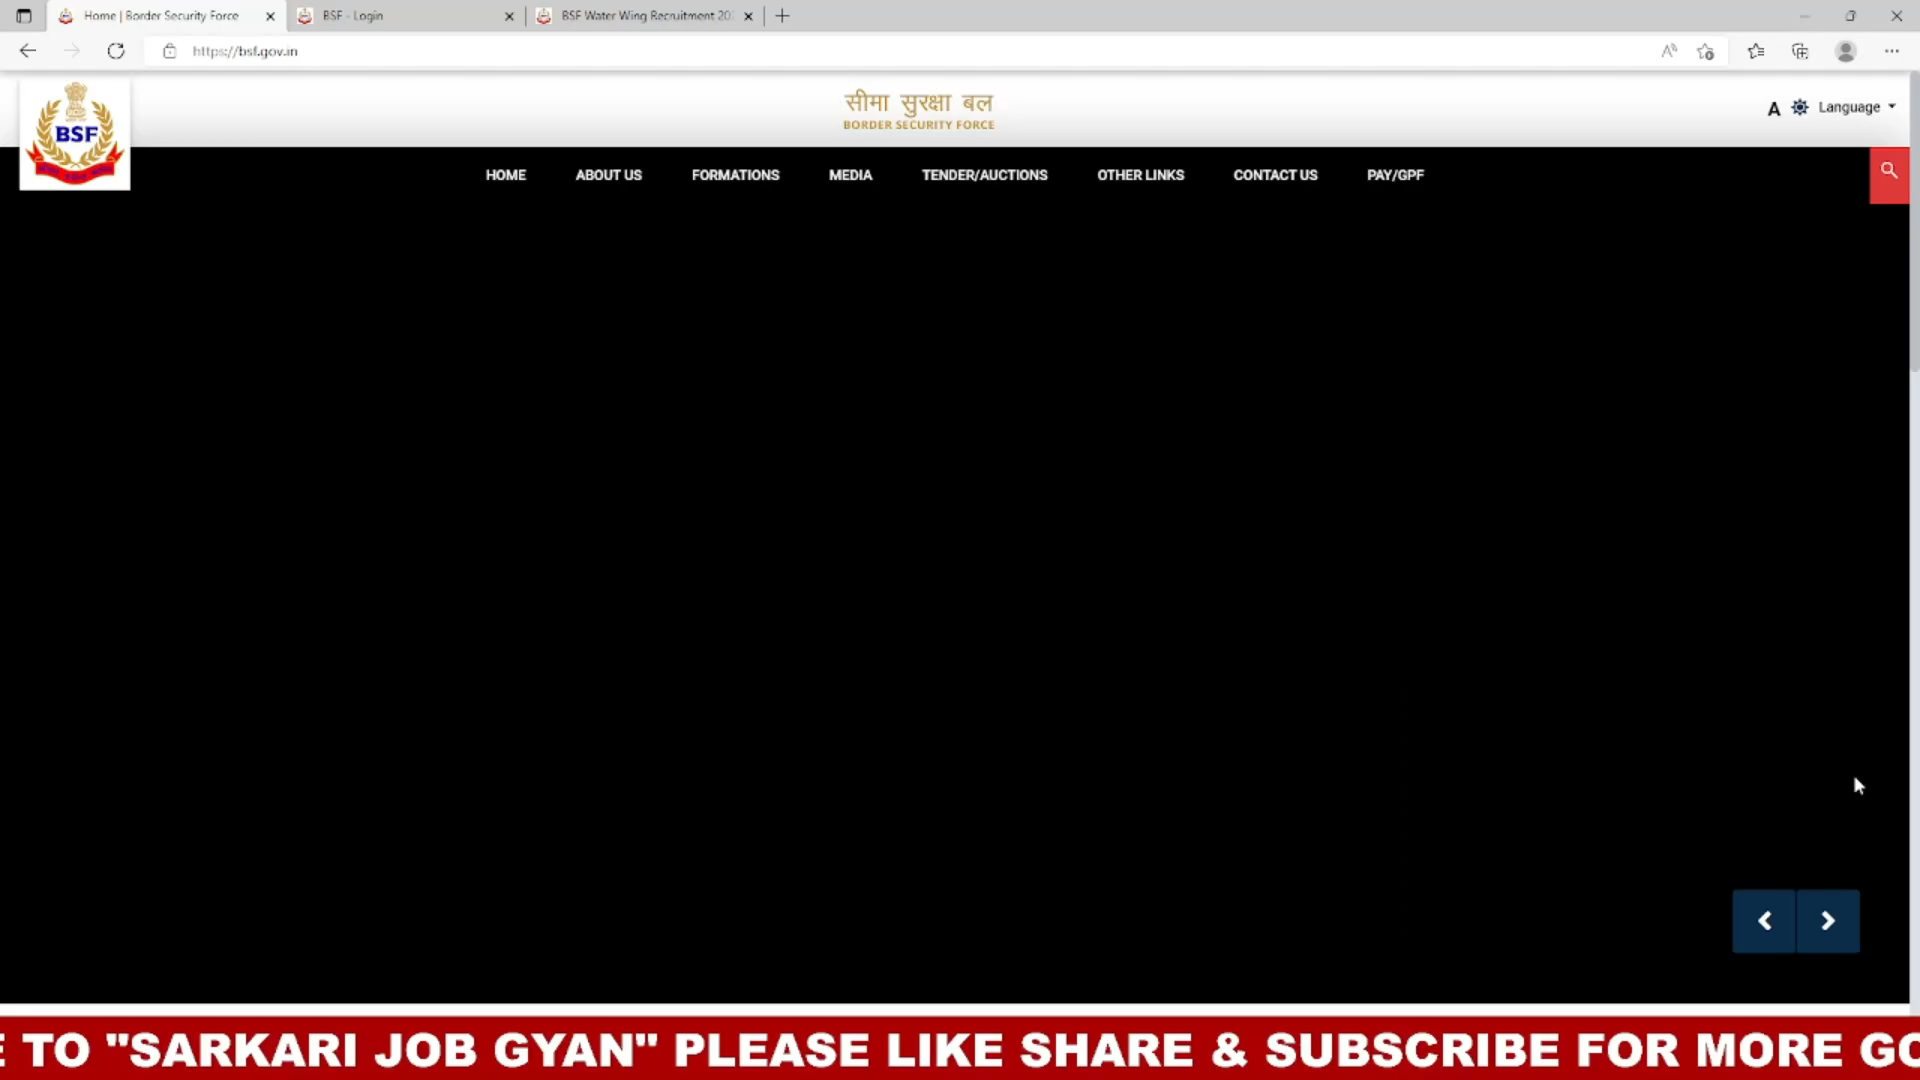 Home | Border Security Force
BSF - Login
BSF Water Wing Recruitment 20
https://bsf.gov.in
BSF
सीमा सुरक्षा बल
BORDER SECURITY FORCE
A
Language
HOME
ABOUT US
FORMATIONS
MEDIA
TENDER/AUCTIONS
OTHER LINKS
CONTACT US
PAY/GPF
E TO "SARKARI JOB GYAN" PLEASE LIKE SHARE & SUBSCRIBE FOR MORE GO